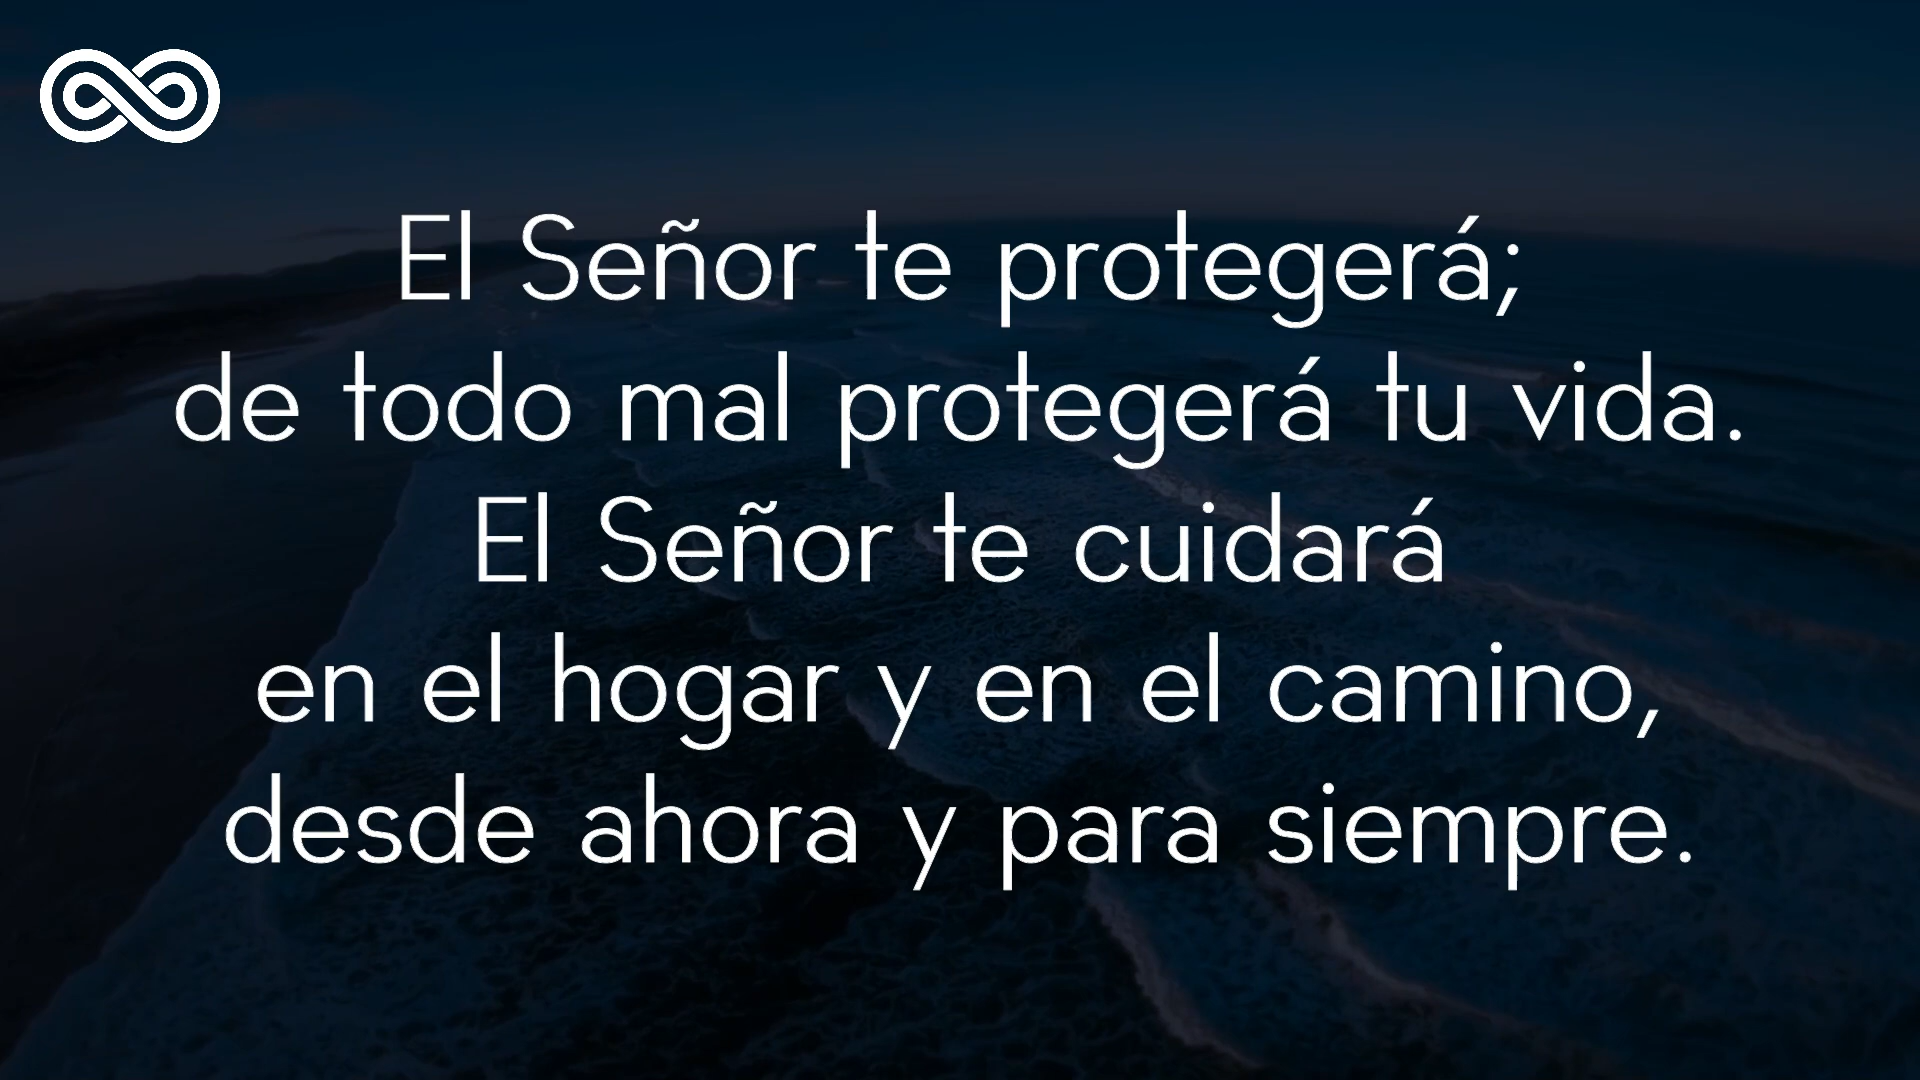 El Señor te protegerá;
de todo mal protegerá tu vida.
El Señor te cuidará
en el hogar y en el camino,
desde ahora y para siempre.